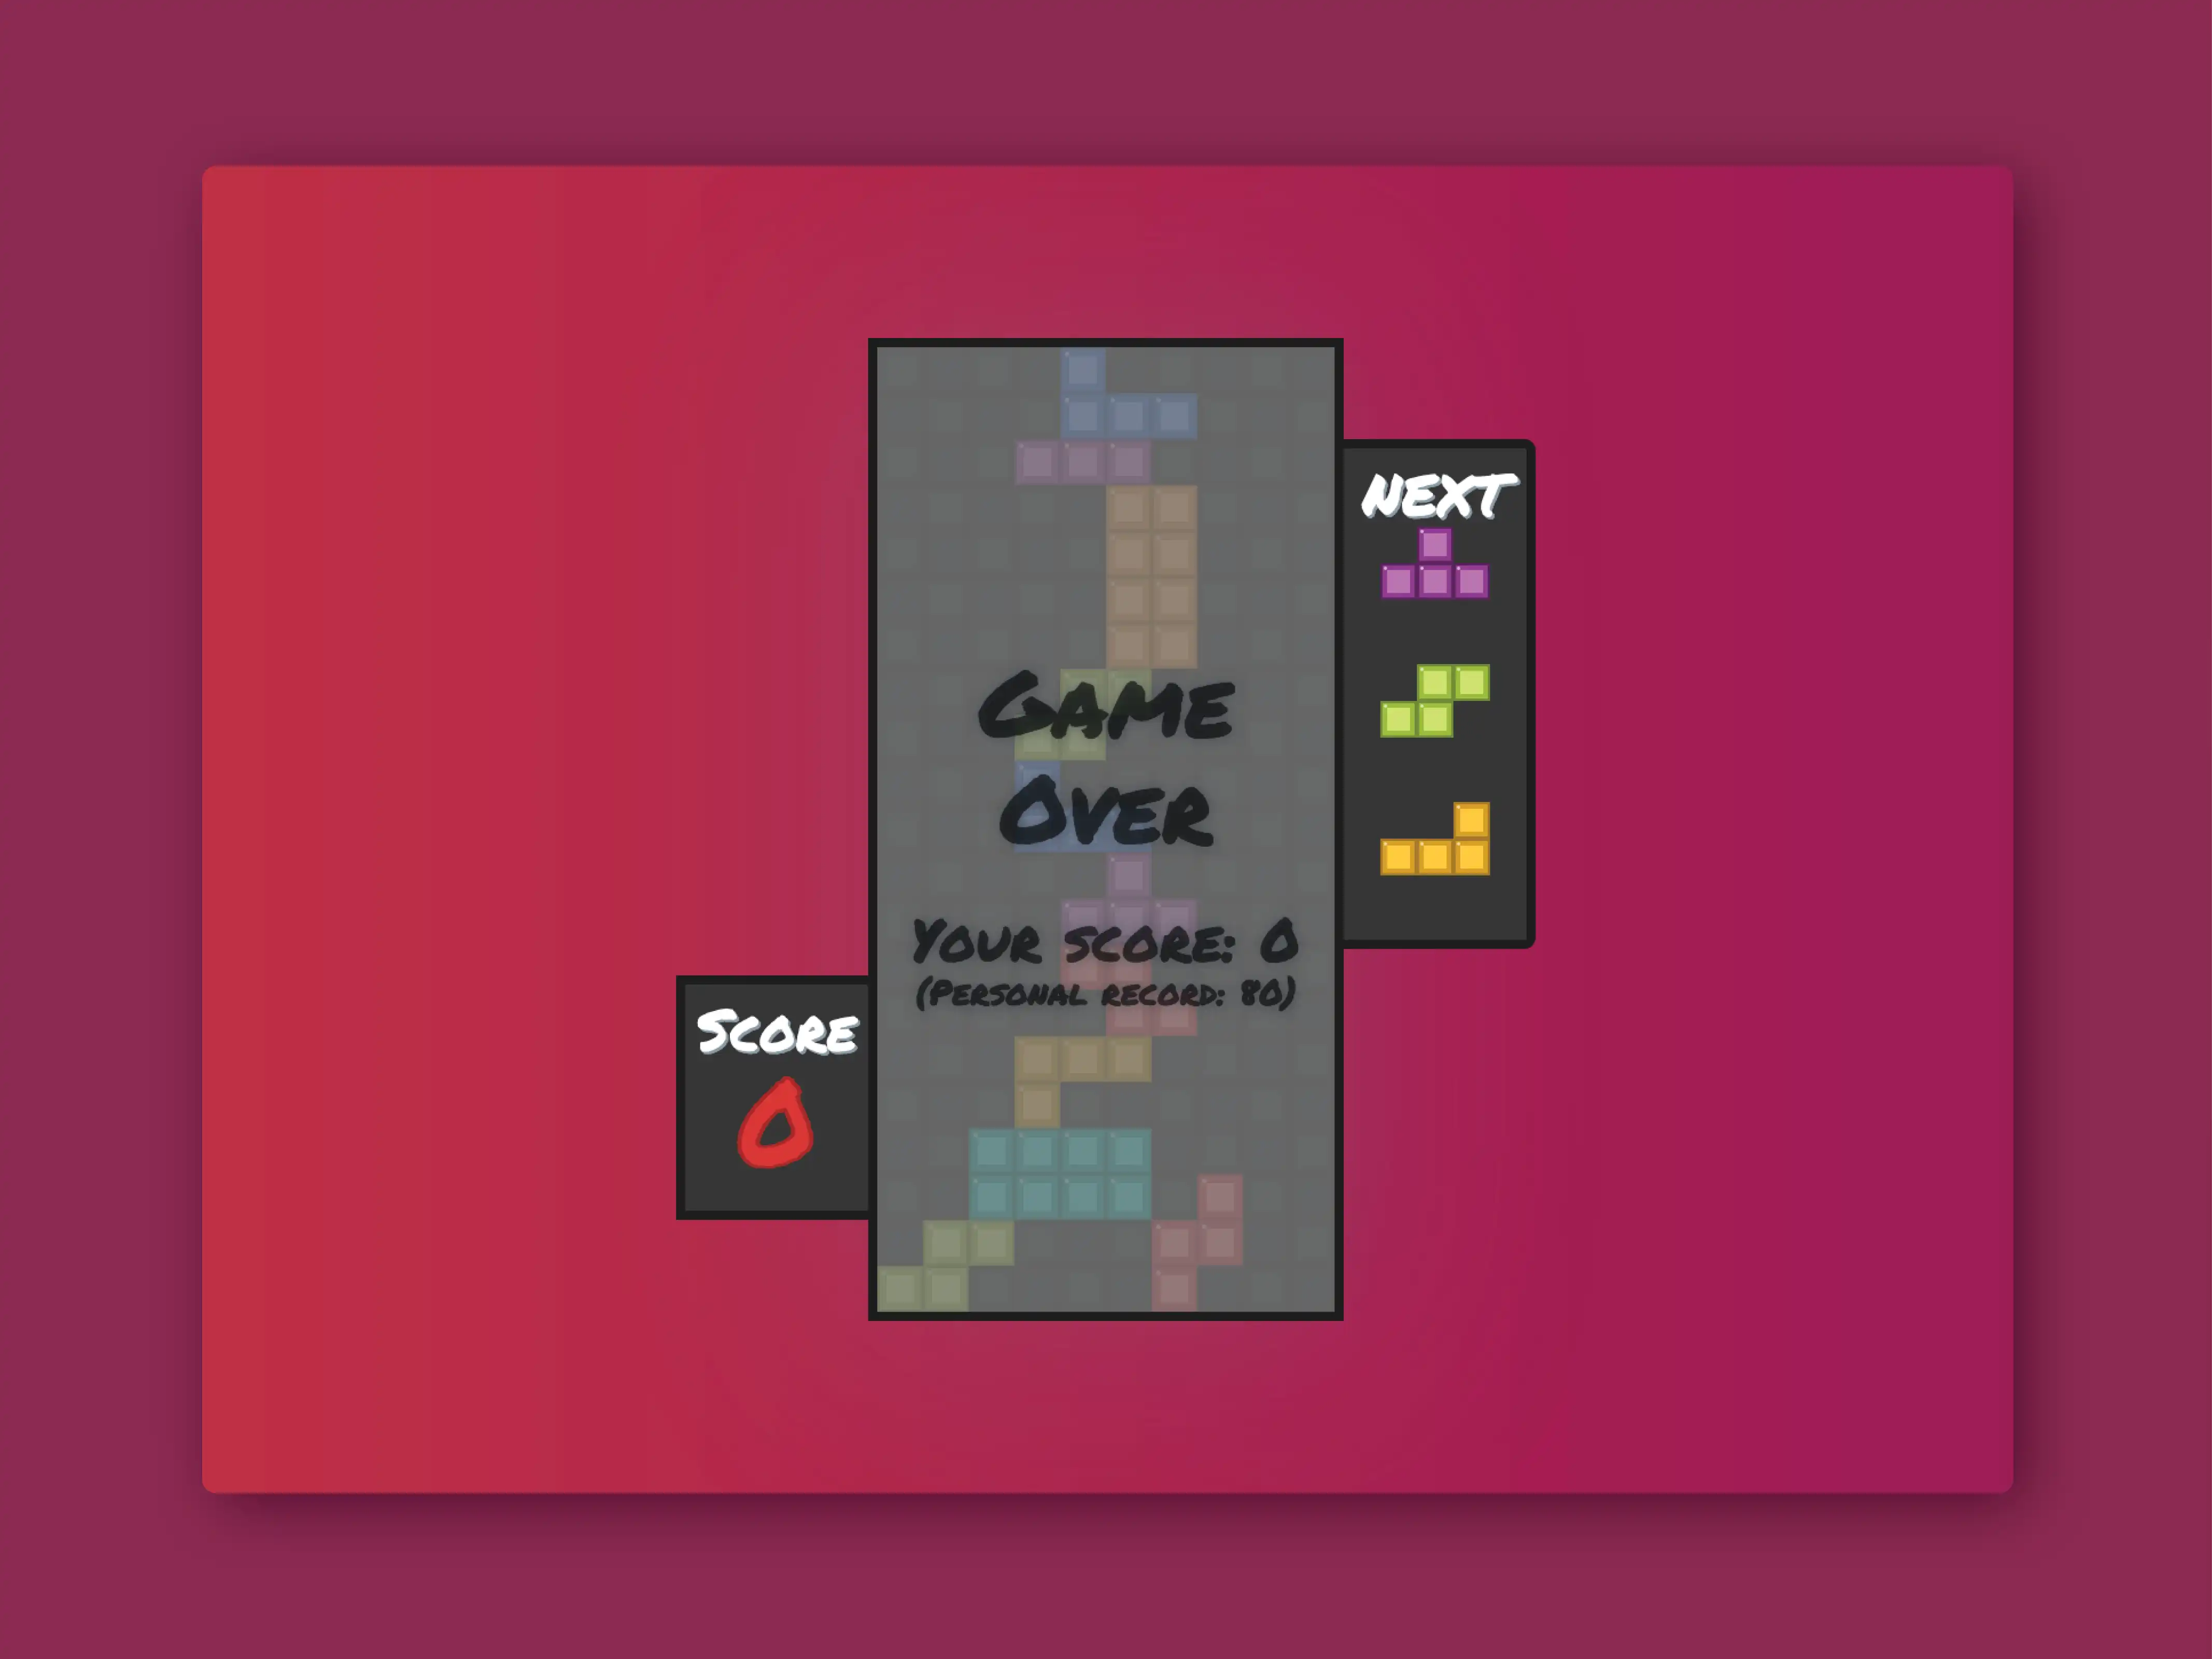 NEXT
GAME
OVER
YOUR SCORE: 0
(PERSONAL RECORD: 80)
SCORE
0